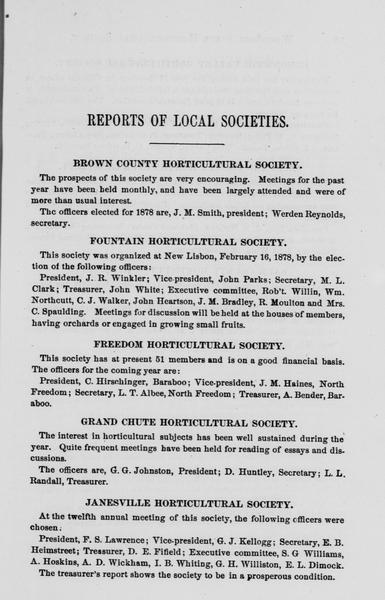 REPORTS OF LOCAL SOCIETIES.
BROWN COUNTY HORTICULTURAL SOCIETY.
The prospects of this society are very encouraging. Meetings for the past
year have been held monthly, and have been largely attended and were of
more than usual interest.
The officers elected for 1878 are, J. M. Smith, president; Werden Reynolds,
secretary.
FOUNTAIN HORTICULTURAL SOCIETY.
This society was organized at New Lisbon, February 16, 1878, by the elec-
tion of the following officers:
President, J. R. Winkler; Vice-president, John Parks; Secretary, M. L.
Clark; Treasurer, John White; Executive committee, Rob't. Willin, Wm.
Northcutt, C. J. Walker, John Heartson, J. M. Bradley, R. Moulton and Mrs.
C. Spaulding. Meetings for discussion will be held at the houses of members,
having orchards or engaged in growing small fruits.
FREEDOM HORTICULTURAL SOCIETY.
This society has at present 51 members and is on a good financial basis.
The officers for the coming year are:
President, C. Hirschinger, Baraboo; Vice-president, J. M. Haines, North
Freedom; Secretary, L. T. Albee, North Freedom; Treasurer, A. Bender, Bar-
aboo.
GRAND CHUTE HORTICULTURAL SOCIETY.
The interest in horticultural subjects has been well sustained during the
year. Quite frequent meetings have been held for reading of essays and dis-
cussions.
The officers are, G. G. Johnston, President; D. Huntley, Secretary; L. L.
Randall, Treasurer.
JANESVILLE HORTICULTURAL SOCIETY.
At the twelfth annual meeting of this society, the following officers were
chosen:
President, F. S. Lawrence; Vice-president, G. J. Kellogg; Secretary, E. B.
Heimstreet; Treasurer, D. E. Fifield; Executive committee, S. G Williams,
A. Hoskins, A. D. Wickham, I. B. Whiting, G. H. Williston, E. L. Dimock.
The treasurer's report shows the society to be in a prosperous condition.